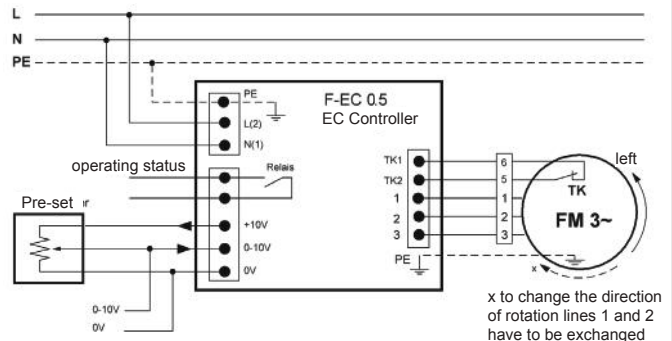 L
N
PE
PE
L(2)
N(1)
F-EC 0.5
EC Controller
operating status
Relais
Pre-set
+10V
0-10V
0V
0-10V
0V
TK1
TK2
1
2
3
PE
6
5
1
2
3
TK
FM 3~
left
x
x to change the direction
of rotation lines 1 and 2
have to be exchanged